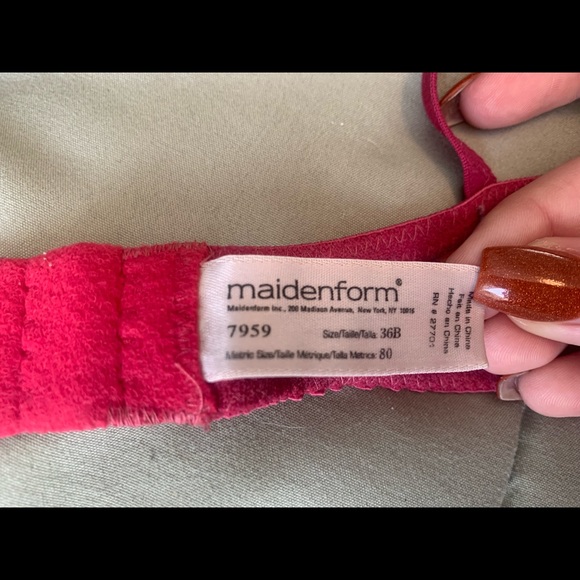 maidenform®
Maidenform Inc., 200 Madison Avenue, New York, NY 10016
7959 Size/Taille/Talla: 36B
Metric Size/Taille Métrique/Talla Métrica: 80
Made in China
Fait en China
Hecho en China
RN # 27701